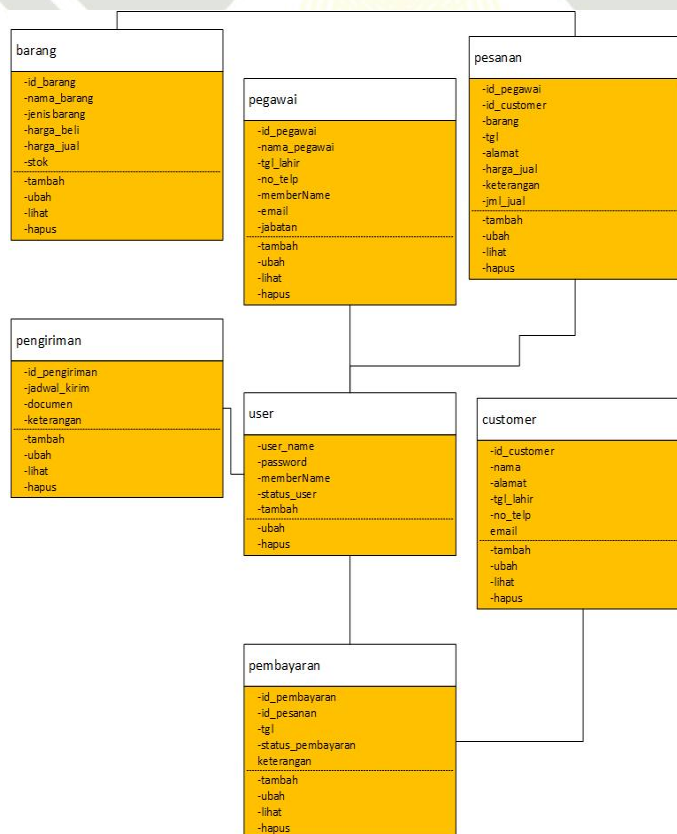 barang
-id_barang
-nama_barang
-jenis barang
-harga_beli
-harga_jual
-stok
-tambah
-ubah
-lihat
-hapus
pegawai
-id_pegawai
-nama_pegawai
-tgl_lahir
-no_telp
-memberName
-email
-jabatan
-tambah
-ubah
-lihat
-hapus
pesanan
-id_pegawai
-id_customer
-barang
-tgl
-alamat
-harga_jual
-keterangan
-jml_jual
-tambah
-ubah
-lihat
-hapus
pengiriman
-id_pengiriman
-jadwal_kirim
-documen
-keterangan
-tambah
-ubah
-lihat
-hapus
user
-user_name
-password
-memberName
-status_user
-tambah
-ubah
-hapus
customer
-id_customer
-nama
-alamat
-tgl_lahir
-no_telp
email
-tambah
-ubah
-lihat
-hapus
pembayaran
-id_pembayaran
-id_pesanan
-tgl
-status_pembayaran
keterangan
-tambah
-ubah
-lihat
-hapus